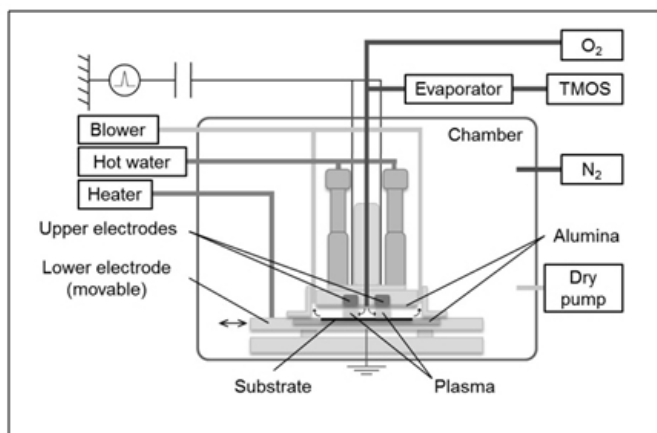 O2
Evaporator
TMOS
Blower
Chamber
Hot water
N2
Heater
Upper electrodes
Alumina
Lower electrode
(movable)
Dry
pump
Substrate
Plasma